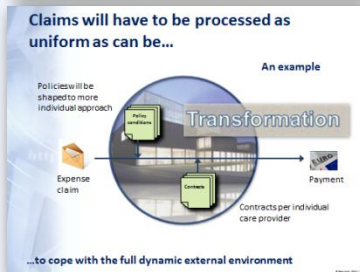 Claims will have to be processed as
uniform as can be…
An example
Policies will be
shaped to more
individual approach
Policy
conditions
Transformation
Expense
claim
EURO
Payment
Contracts
Contracts per individual
care provider
…to cope with the full dynamic external environment